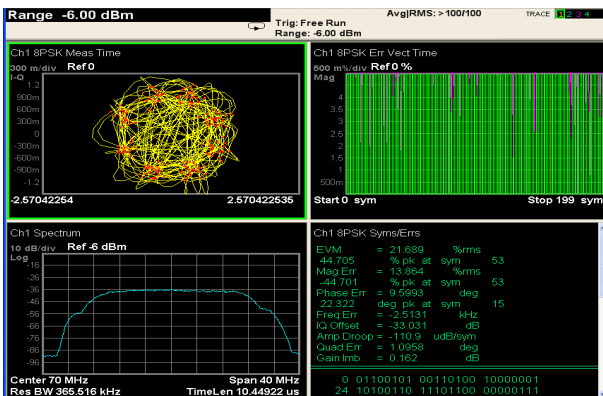 Range -6.00 dBm
Trig: Free Run
Range: -6.00 dBm
Avg|RMS: >100/100
TRACE 1 2 3 4
Ch1 8PSK Meas Time
300 m/div Ref 0
I-Q
1.2
900m
600m
300m
0
-300m
-600m
-900m
-1.2
-2.57042254 2.570422535
Ch1 8PSK Err Vect Time
500 m%/div Ref 0 %
Mag
4
3.5
3
2.5
2
1.5
1
500m
Start 0 sym Stop 199 sym
Ch1 Spectrum
10 dB/div Ref -6 dBm
Log
-16
-26
-36
-46
-56
-66
-76
-86
-96
Center 70 MHz Span 40 MHz
Res BW 365.516 kHz TimeLen 10.44922 us
Ch1 8PSK Syms/Errs
EVM = 21.689 %rms
44.705 % pk at sym 53
Mag Err = 13.864 %rms
-44.701 % pk at sym 53
Phase Err = 9.5993 deg
22.322 deg pk at sym 15
Freq Err = -2.5131 kHz
IQ Offset = -33.031 dB
Amp Droop = -110.9 udB/sym
Quad Err = 1.0958 deg
Gain Imb = 0.162 dB
0 01100101 00110100 10000001
24 10100110 11101100 00000111